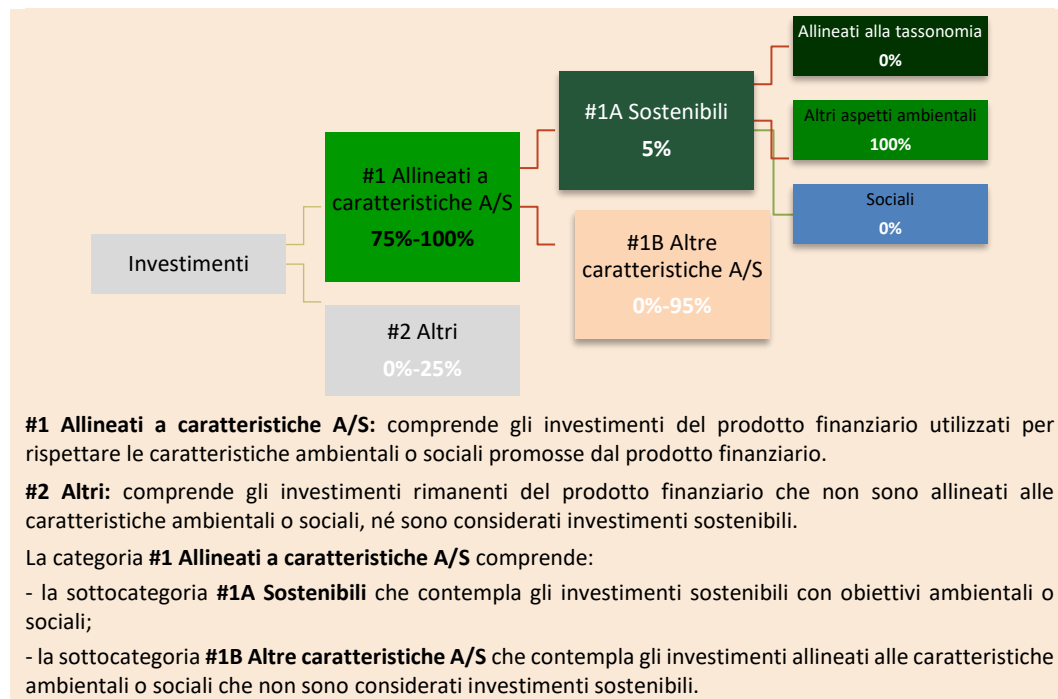 Allineati alla tassonomia
0%
#1A Sostenibili
5%
Altri aspetti ambientali
100%
#1 Allineati a
caratteristiche A/S
75%-100%
Sociali
0%
#1B Altre
caratteristiche A/S
0%-95%
Investimenti
#2 Altri
0%-25%
#1 Allineati a caratteristiche A/S: comprende gli investimenti del prodotto finanziario utilizzati per
rispettare le caratteristiche ambientali o sociali promosse dal prodotto finanziario.
#2 Altri: comprende gli investimenti rimanenti del prodotto finanziario che non sono allineati alle
caratteristiche ambientali o sociali, né sono considerati investimenti sostenibili.
La categoria #1 Allineati a caratteristiche A/S comprende:
- la sottocategoria #1A Sostenibili che contempla gli investimenti sostenibili con obiettivi ambientali o
sociali;
- la sottocategoria #1B Altre caratteristiche A/S che contempla gli investimenti allineati alle caratteristiche
ambientali o sociali che non sono considerati investimenti sostenibili.